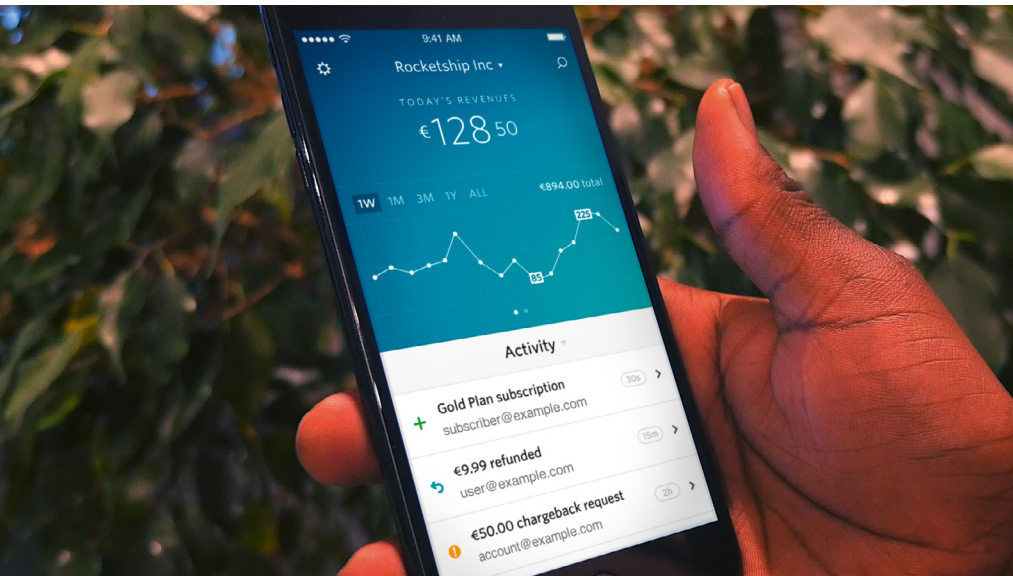 9:41 AM
Rocketship Inc
TODAY'S REVENUES
€128 50
1W 1M 3M 1Y ALL
€894.00 total
225
85
Activity
Gold Plan subscription
30s
subscriber@example.com
€9.99 refunded
15m
user@example.com
€50.00 chargeback request
2h
account@example.com